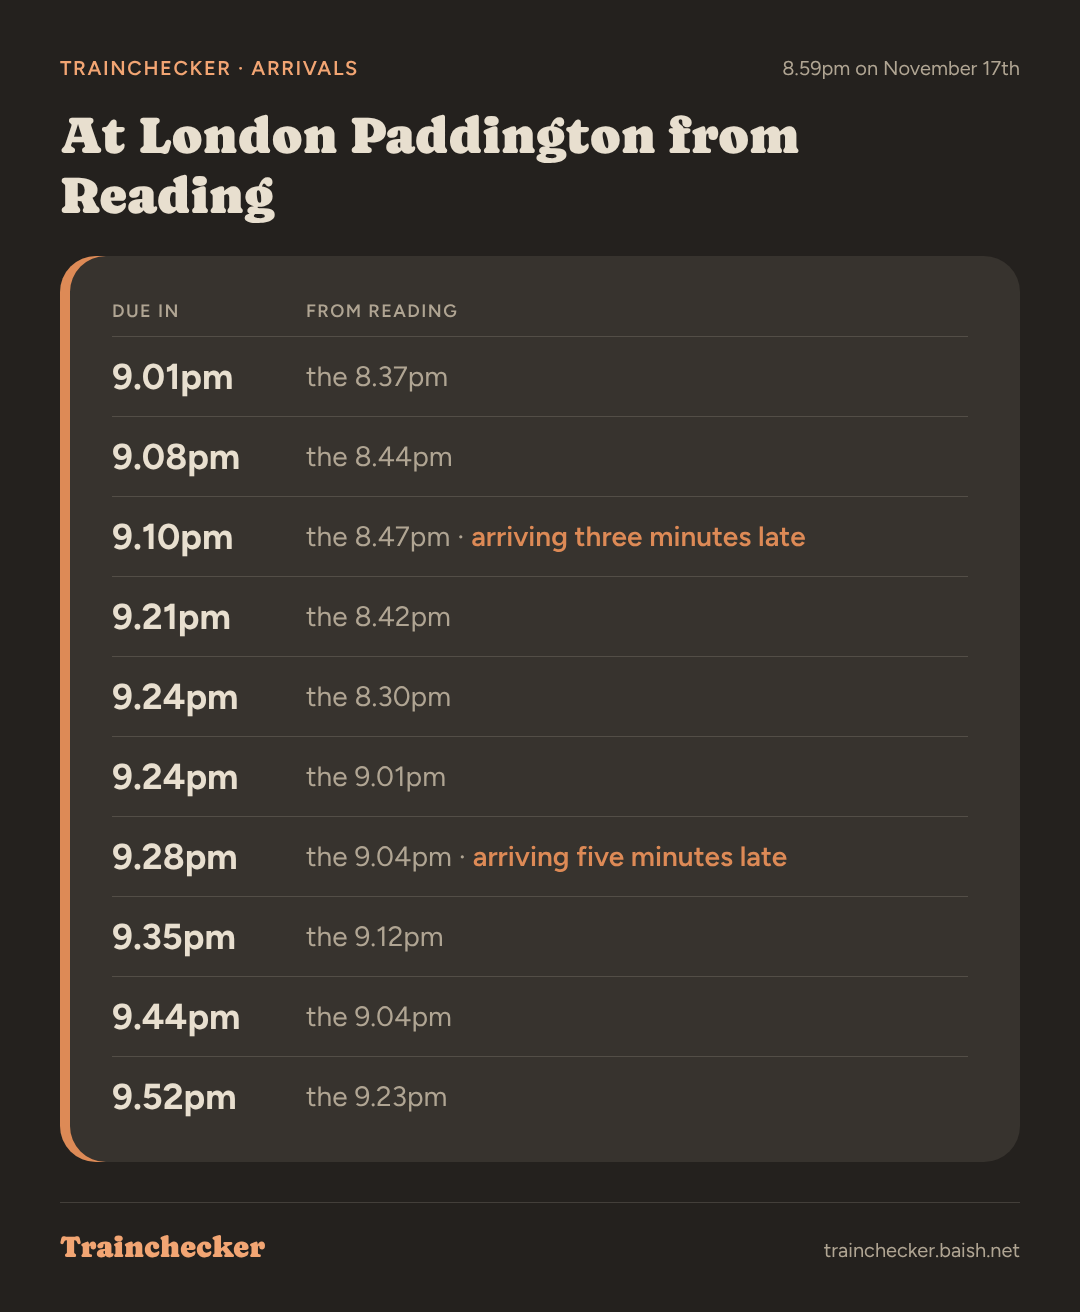 TRAINCHECKER · ARRIVALS 8.59pm on November 17th
At London Paddington from
Reading
DUE IN FROM READING
9.01pm the 8.37pm
9.08pm the 8.44pm
9.10pm the 8.47pm · arriving three minutes late
9.21pm the 8.42pm
9.24pm the 8.30pm
9.24pm the 9.01pm
9.28pm the 9.04pm · arriving five minutes late
9.35pm the 9.12pm
9.44pm the 9.04pm
9.52pm the 9.23pm
Trainchecker trainchecker.baish.net